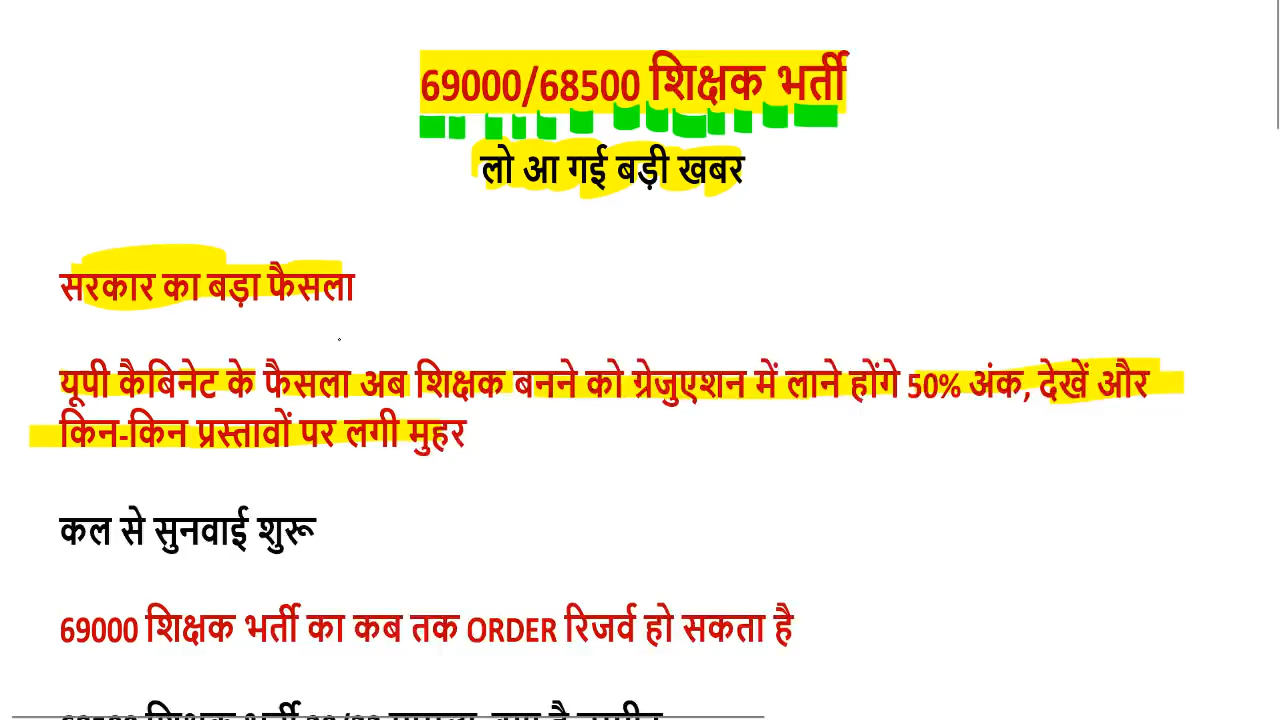 69000/68500 शिक्षक भर्ती
लो आ गई बड़ी खबर
सरकार का बड़ा फैसला
यूपी कैबिनेट के फैसला अब शिक्षक बनने को ग्रेजुएशन में लाने होंगे 50% अंक, देखें और
किन-किन प्रस्तावों पर लगी मुहर
कल से सुनवाई शुरू
69000 शिक्षक भर्ती का कब तक ORDER रिजर्व हो सकता है